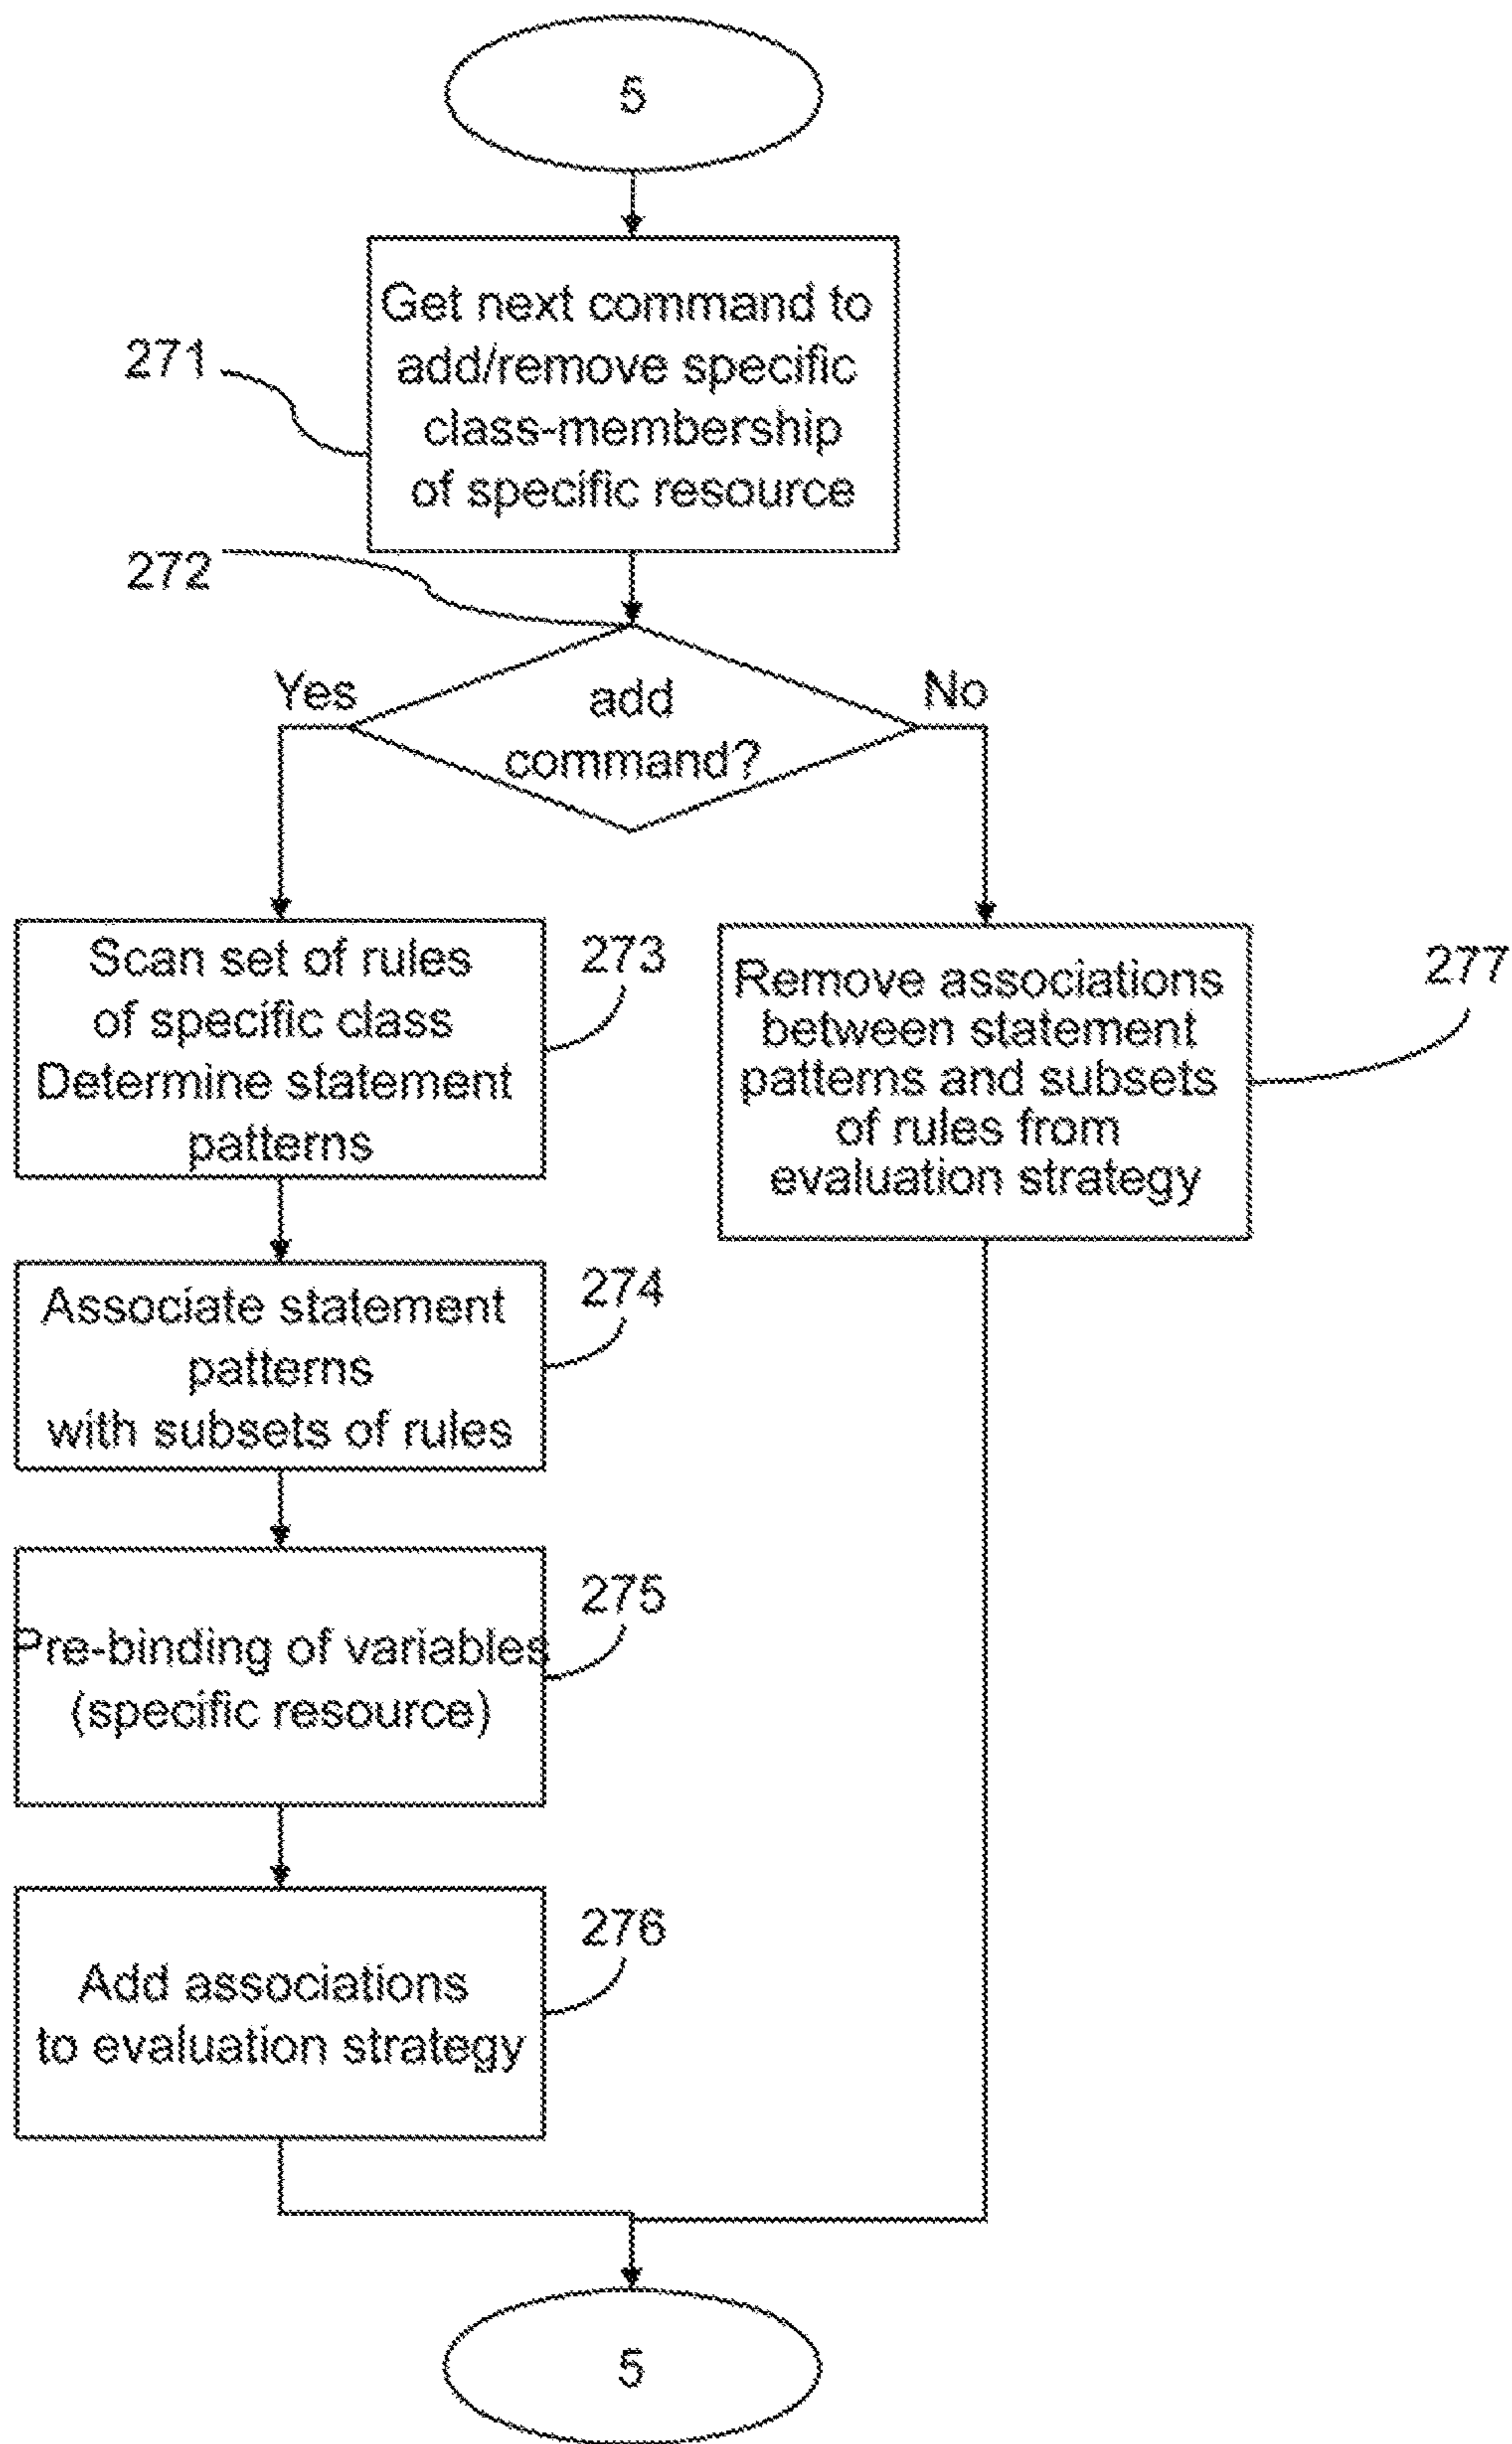 5
Get next command to
add/remove specific
class-membership
of specific resource
271
272
add
command?
Yes
No
Scan set of rules
of specific class
Determine statement
patterns
273
Remove associations
between statement
patterns and subsets
of rules from
evaluation strategy
277
Associate statement
patterns
with subsets of rules
274
Pre-binding of variables
(specific resource)
275
Add associations
to evaluation strategy
276
5